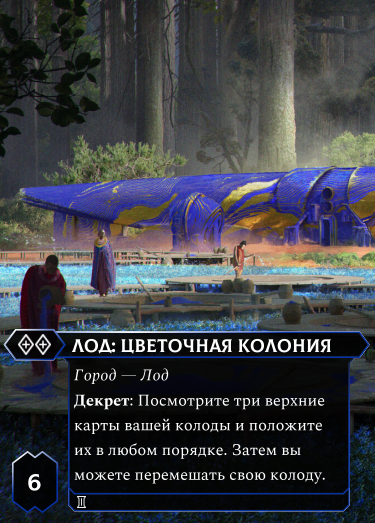 ЛОД: ЦВЕТОЧНАЯ КОЛОНИЯ
Город — Лод
Декрет: Посмотрите три верхние
карты вашей колоды и положите
их в любом порядке. Затем вы
можете перемешать свою колоду.
6